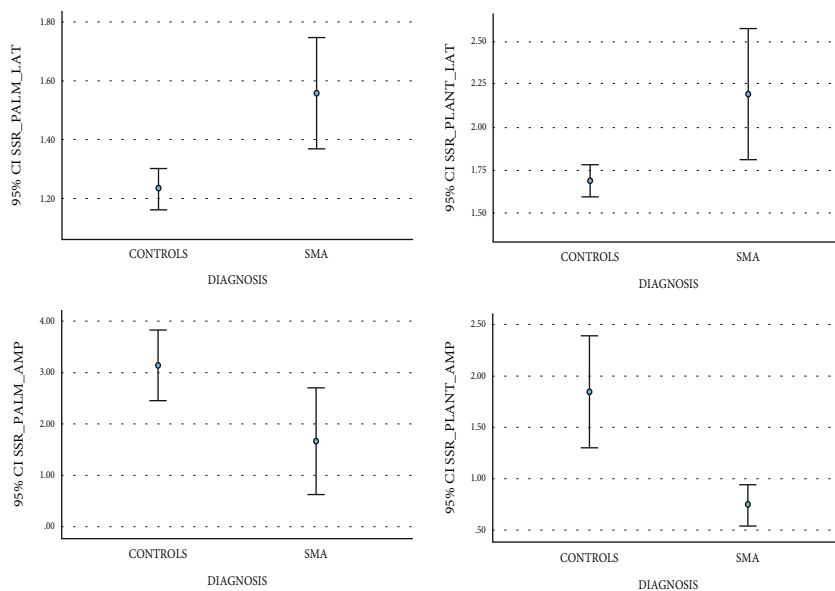 95% CI SSR_PALM_LAT
1.80
1.60
1.40
1.20
CONTROLS
SMA
DIAGNOSIS
95% CI SSR_PLANT_LAT
2.50
2.25
2.00
1.75
1.50
CONTROLS
SMA
DIAGNOSIS
95% CI SSR_PALM_AMP
4.00
3.00
2.00
1.00
.00
CONTROLS
SMA
DIAGNOSIS
95% CI SSR_PLANT_AMP
2.50
2.00
1.50
1.00
.50
CONTROLS
SMA
DIAGNOSIS